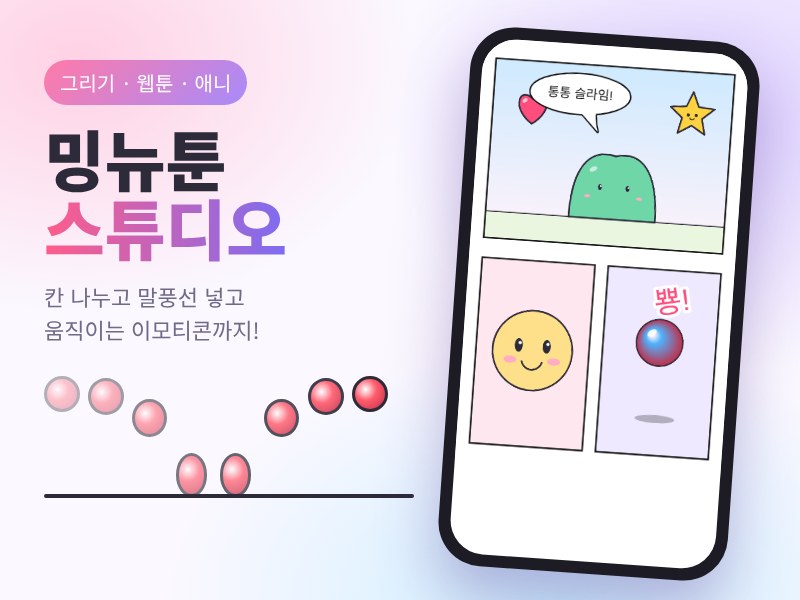 그리기 · 웹툰 · 애니
밍뉴툰
스튜디오
칸 나누고 말풍선 넣고
움직이는 이모티콘까지!
통통 슬라임!
뿅!